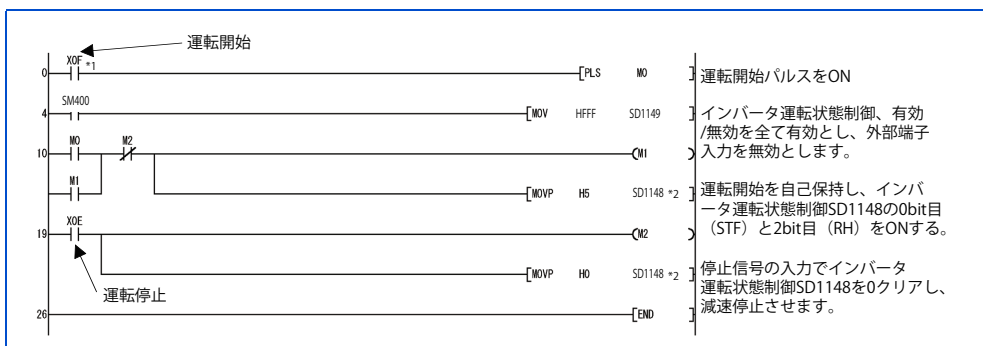 運転開始
X0F *1
0 [PLS M0 ] 運転開始パルスをON
SM400
4 [MOV HFFF SD1149 ] インバータ運転状態制御、有効
/無効を全て有効とし、外部端子
入力を無効とします。
M0 M2
10 (M1 )
M1
[MOVP H5 SD1148 *2 ] 運転開始を自己保持し、インバ
ータ運転状態制御SD1148の0bit目
(STF)と2bit目(RH)をONする。
X0E
19 (M2 )
[MOVP H0 SD1148 *2 ] 停止信号の入力でインバータ
運転状態制御SD1148を0クリアし、
減速停止させます。
運転停止
26 [END ]